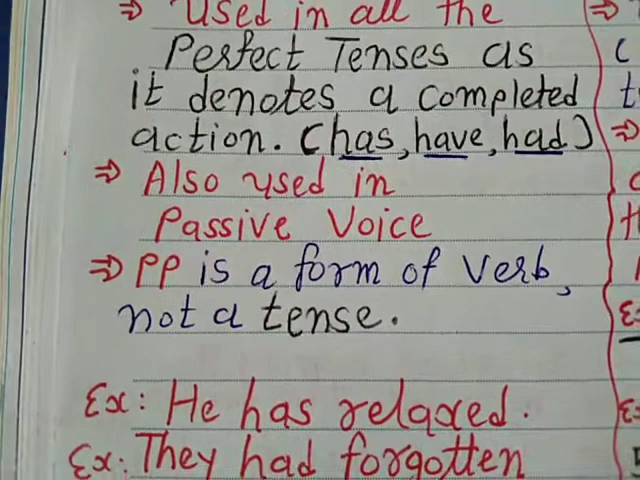 ⇒ Used in all the
Perfect Tenses as
it denotes a completed
action. (has, have, had)
⇒ Also used in
Passive Voice
⇒ PP is a form of verb,
not a tense.
Ex: He has relaxed.
Ex: They had forgotten